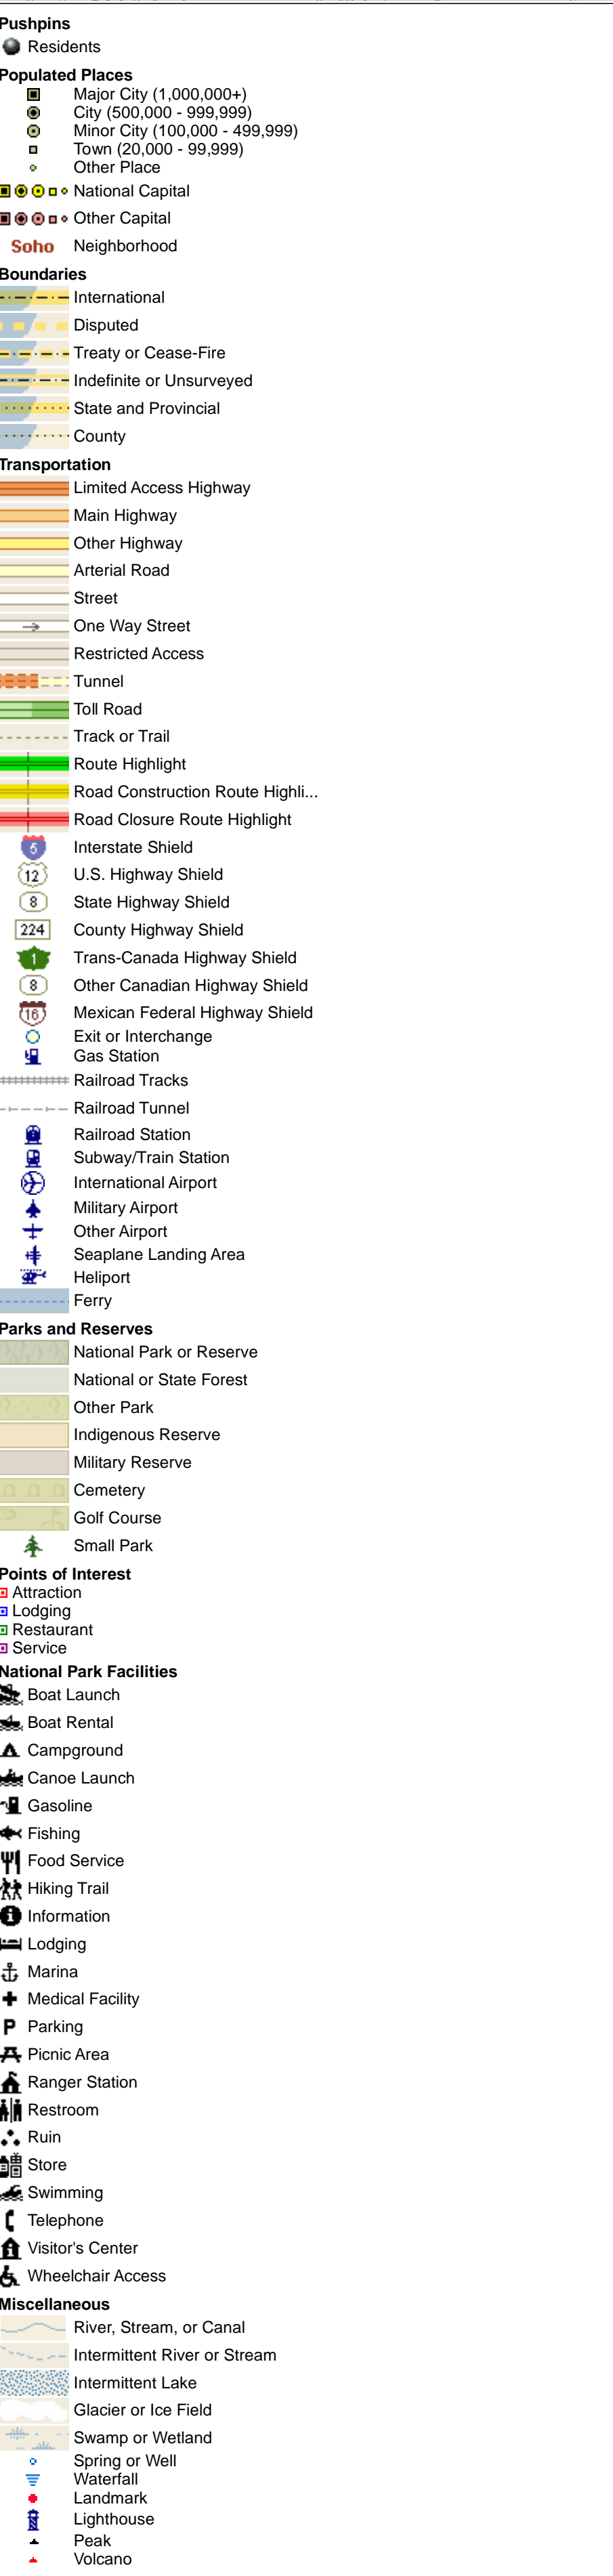 Pushpins
Residents
Populated Places
Major City (1,000,000+)
City (500,000 - 999,999)
Minor City (100,000 - 499,999)
Town (20,000 - 99,999)
Other Place
National Capital
Other Capital
Soho Neighborhood
Boundaries
International
Disputed
Treaty or Cease-Fire
Indefinite or Unsurveyed
State and Provincial
County
Transportation
Limited Access Highway
Main Highway
Other Highway
Arterial Road
Street
One Way Street
Restricted Access
Tunnel
Toll Road
Track or Trail
Route Highlight
Road Construction Route Highli...
Road Closure Route Highlight
5 Interstate Shield
12 U.S. Highway Shield
8 State Highway Shield
224 County Highway Shield
1 Trans-Canada Highway Shield
8 Other Canadian Highway Shield
16 Mexican Federal Highway Shield
Exit or Interchange
Gas Station
Railroad Tracks
Railroad Tunnel
Railroad Station
Subway/Train Station
International Airport
Military Airport
Other Airport
Seaplane Landing Area
Heliport
Ferry
Parks and Reserves
National Park or Reserve
National or State Forest
Other Park
Indigenous Reserve
Military Reserve
Cemetery
Golf Course
Small Park
Points of Interest
Attraction
Lodging
Restaurant
Service
National Park Facilities
Boat Launch
Boat Rental
Campground
Canoe Launch
Gasoline
Fishing
Food Service
Hiking Trail
Information
Lodging
Marina
Medical Facility
P Parking
Picnic Area
Ranger Station
Restroom
Ruin
Store
Swimming
Telephone
Visitor's Center
Wheelchair Access
Miscellaneous
River, Stream, or Canal
Intermittent River or Stream
Intermittent Lake
Glacier or Ice Field
Swamp or Wetland
Spring or Well
Waterfall
Landmark
Lighthouse
Peak
Volcano